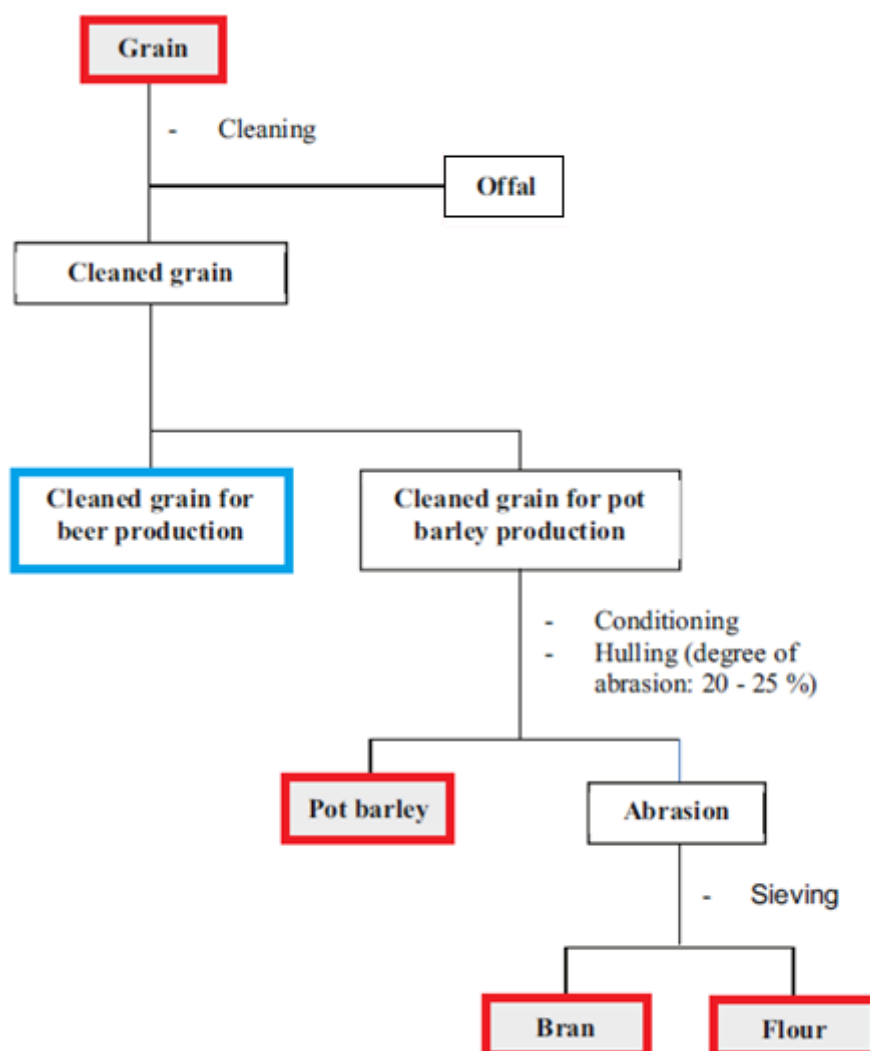 Grain
- Cleaning
Offal
Cleaned grain
Cleaned grain for
beer production
Cleaned grain for pot
barley production
- Conditioning
- Hulling (degree of
abrasion: 20 - 25 %)
Pot barley
Abrasion
- Sieving
Bran
Flour